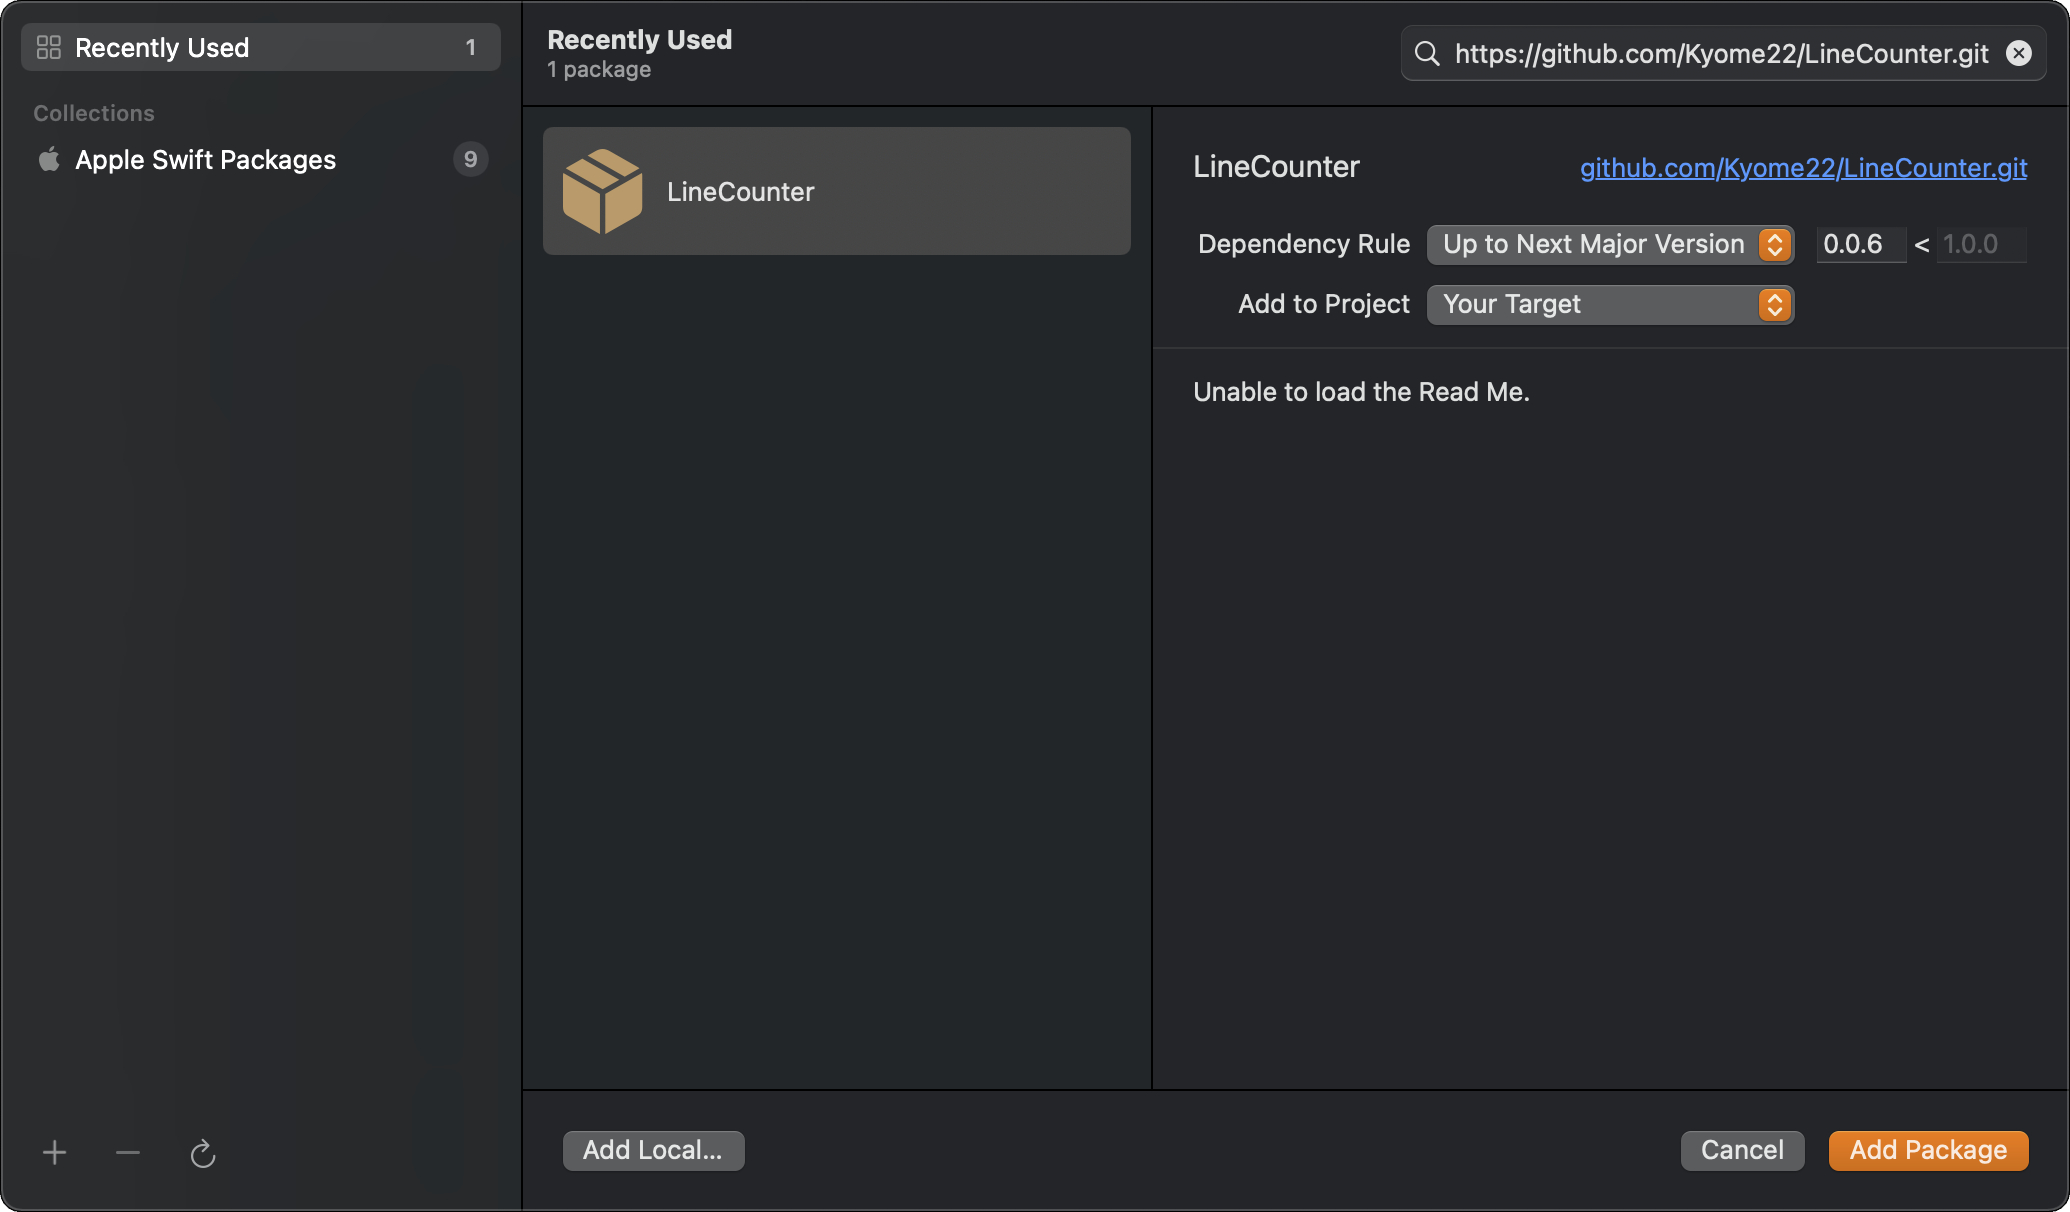 Recently Used 1
Collections
Apple Swift Packages 9
Recently Used
1 package
https://github.com/Kyome22/LineCounter.git
LineCounter
LineCounter github.com/Kyome22/LineCounter.git
Dependency Rule Up to Next Major Version 0.0.6 < 1.0.0
Add to Project Your Target
Unable to load the Read Me.
Add Local... Cancel Add Package